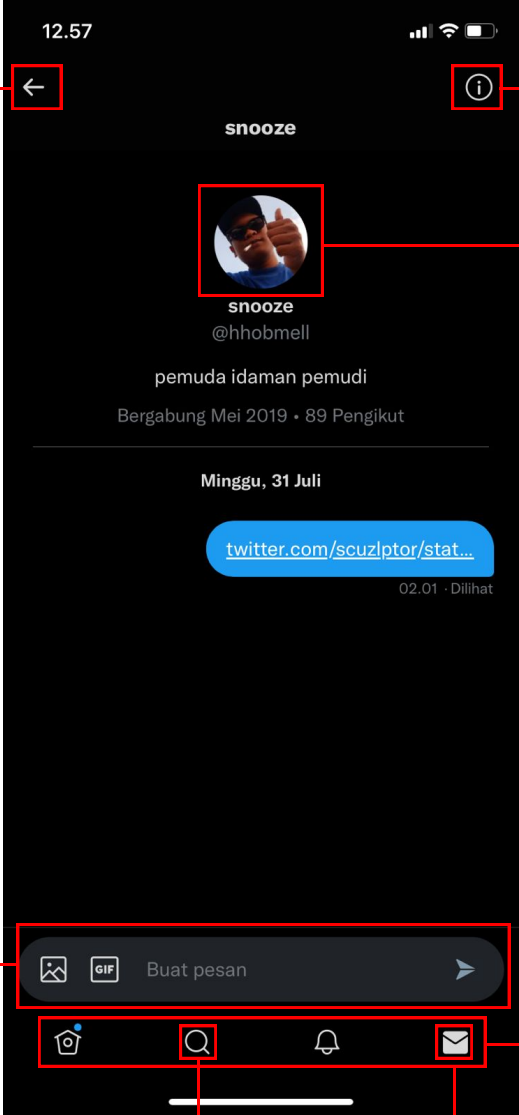 12.57
snooze
snooze
@hhobmell
pemuda idaman pemudi
Bergabung Mei 2019 • 89 Pengikut
Minggu, 31 Juli
twitter.com/scuzlptor/stat...
02.01 · Dilihat
GIF Buat pesan